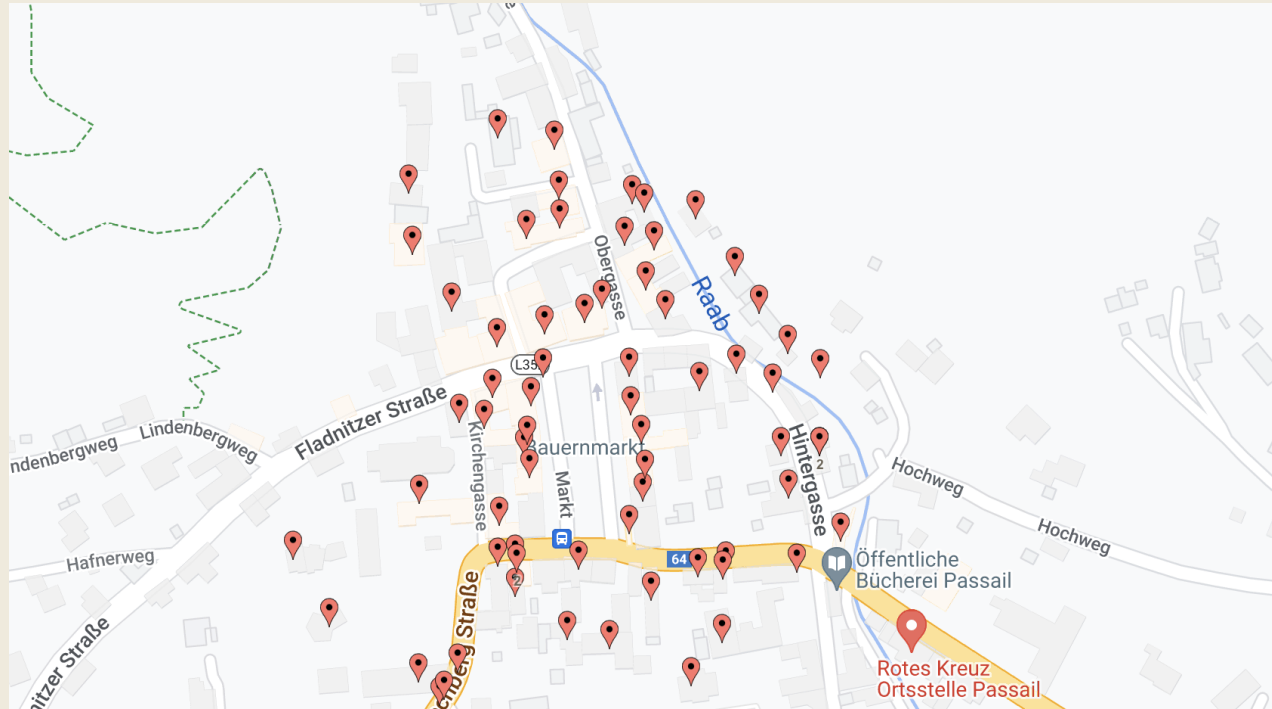 Obergasse
Raab
L35
Fladnitzer Straße
Lindenbergweg
ndenbergweg
Bauernmarkt
Kirchengasse
Markt
Hintergasse
2
Hochweg
Hochweg
Hafnerweg
64
Öffentliche
Bücherei Passail
2
nitzer Straße
chberg Straße
Rotes Kreuz
Ortsstelle Passail